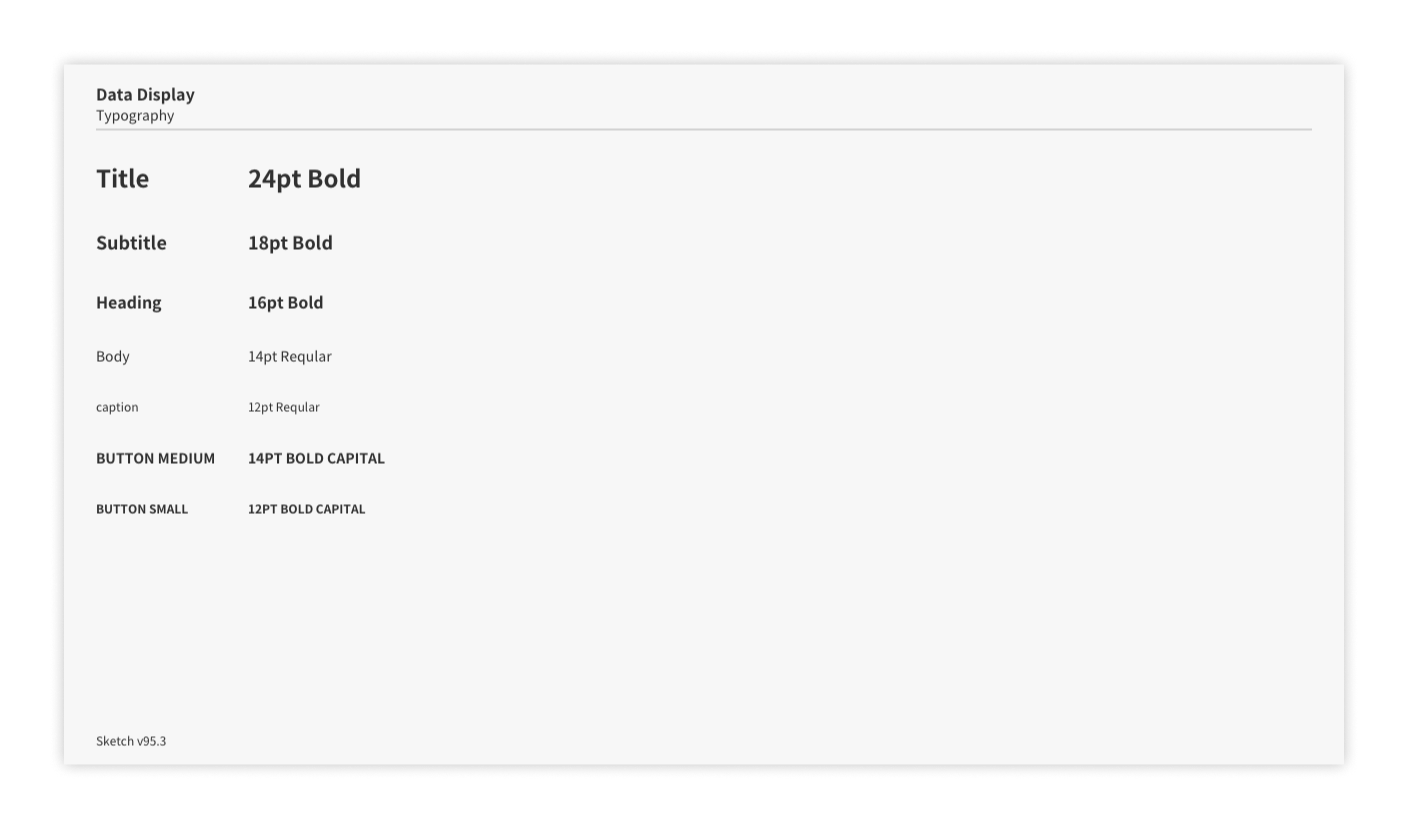 Data Display
Typography
Title 24pt Bold
Subtitle 18pt Bold
Heading 16pt Bold
Body 14pt Reqular
caption 12pt Reqular
BUTTON MEDIUM 14PT BOLD CAPITAL
BUTTON SMALL 12PT BOLD CAPITAL
Sketch v95.3